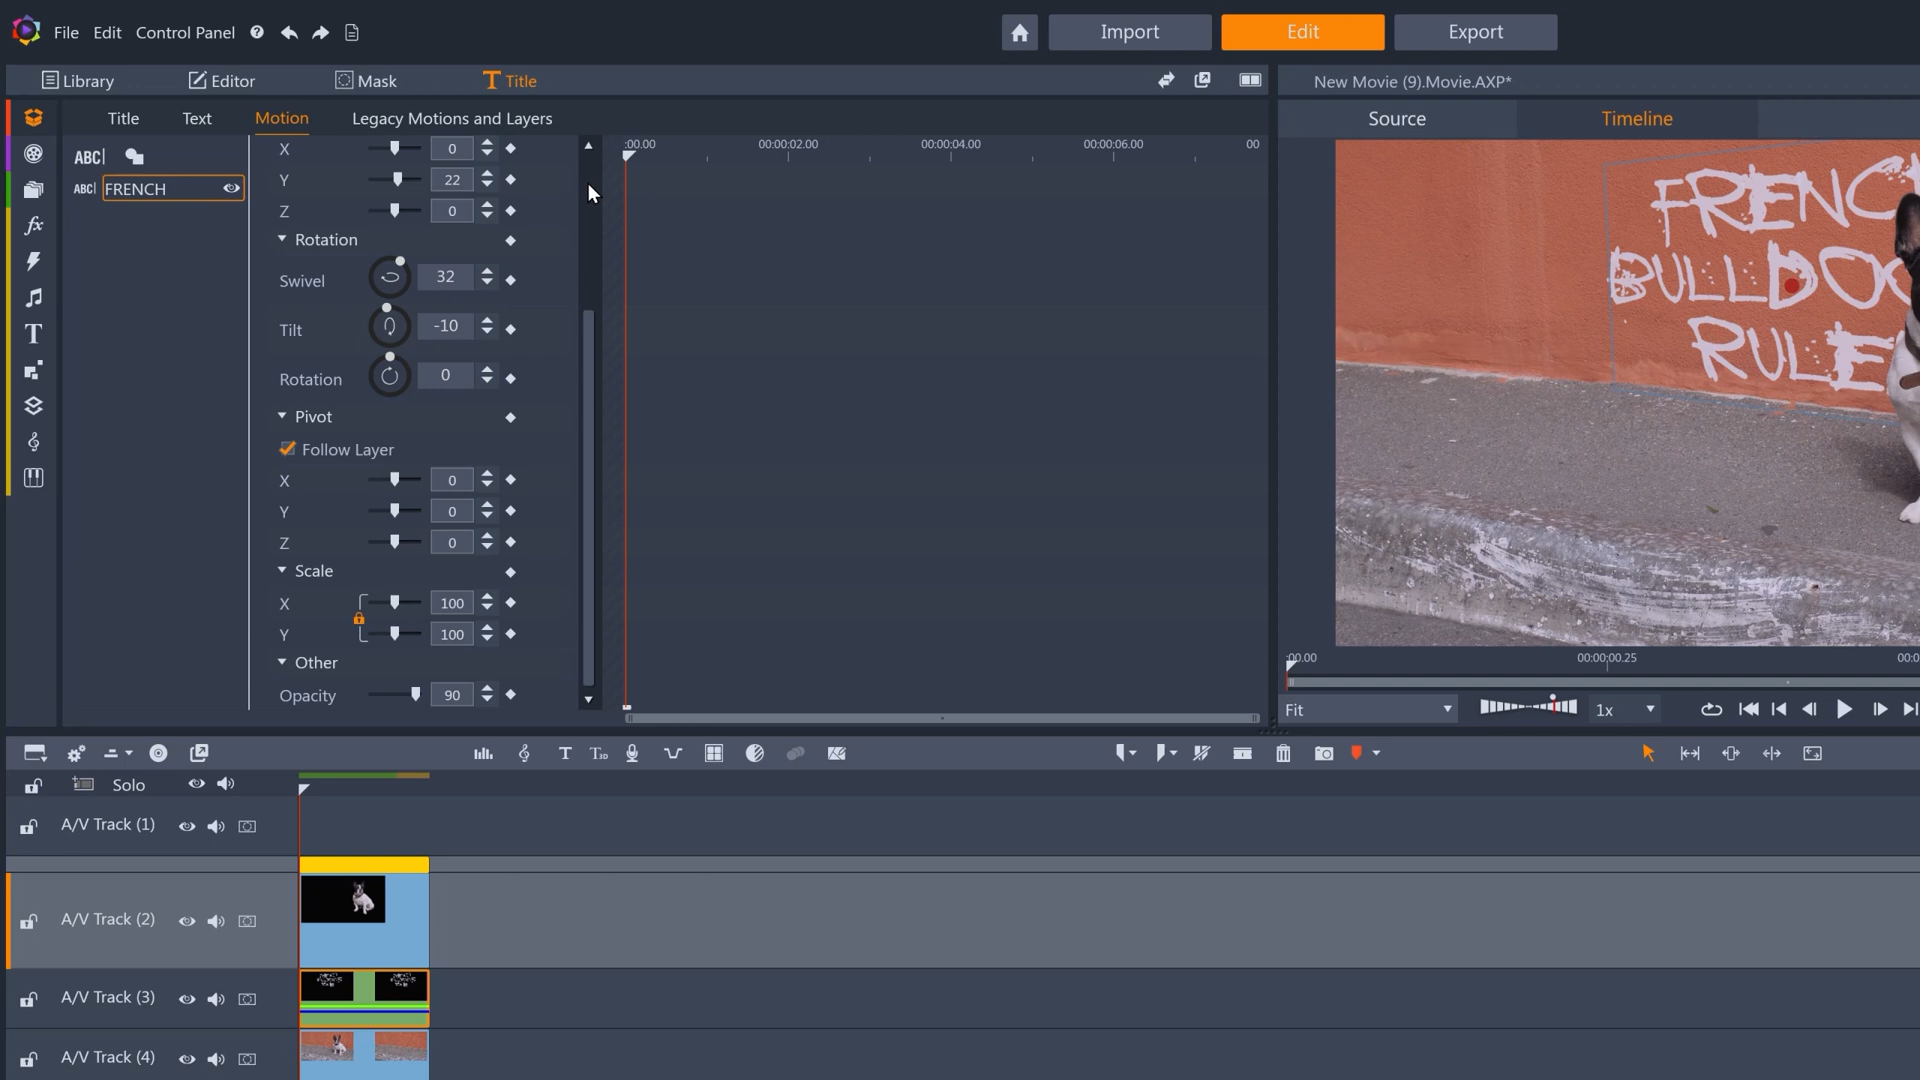 File Edit Control Panel ?
Import Edit Export
Library Editor Mask T Title
New Movie (9).Movie.AXP*
Title Text Motion Legacy Motions and Layers
Source Timeline
ABC|
ABC| FRENCH
X 0
Y 22
Z 0
Rotation
Swivel 32
Tilt -10
Rotation 0
Pivot
Follow Layer
X 0
Y 0
Z 0
Scale
X 100
Y 100
Other
Opacity 90
:00.00 00:00:02.00 00:00:04.00 00:00:06.00 00
FRENCH
BULLDOG
RULE
:00.00 00:00:00.25 00:0
Fit 1x
Solo
A/V Track (1)
A/V Track (2)
A/V Track (3)
A/V Track (4)